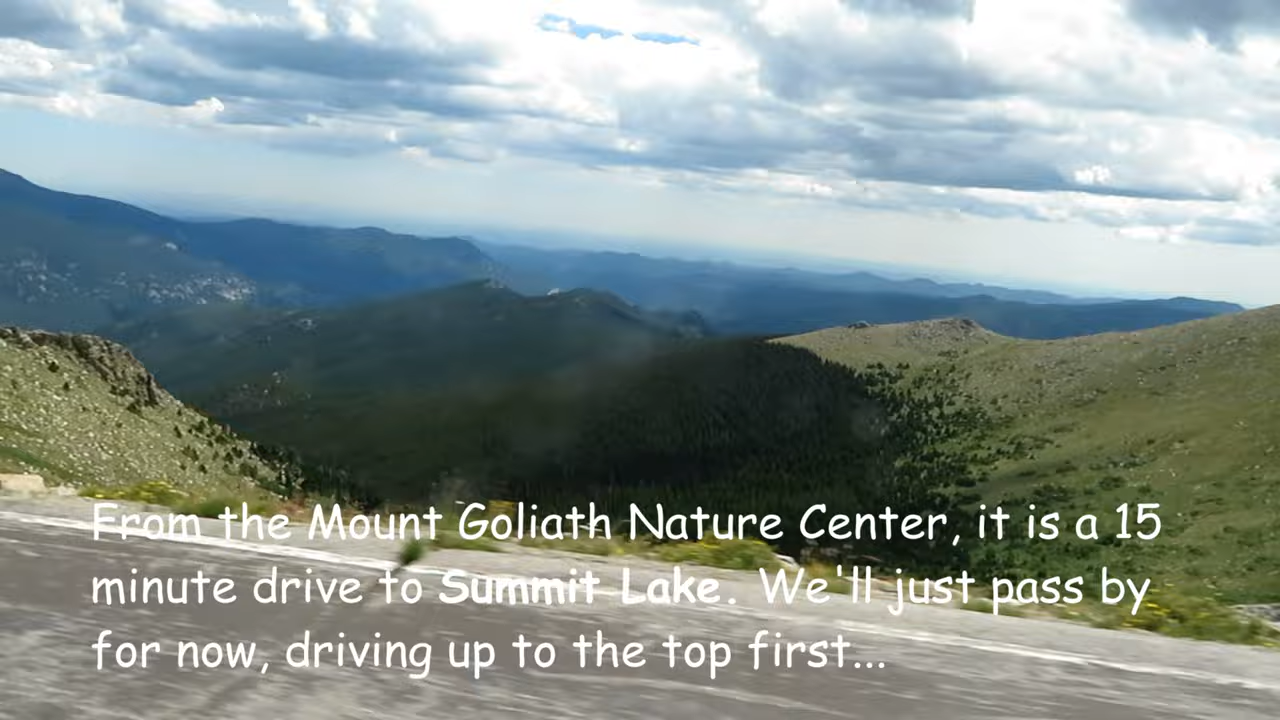 From the Mount Goliath Nature Center, it is a 15
minute drive to Summit Lake. We'll just pass by
for now, driving up to the top first...